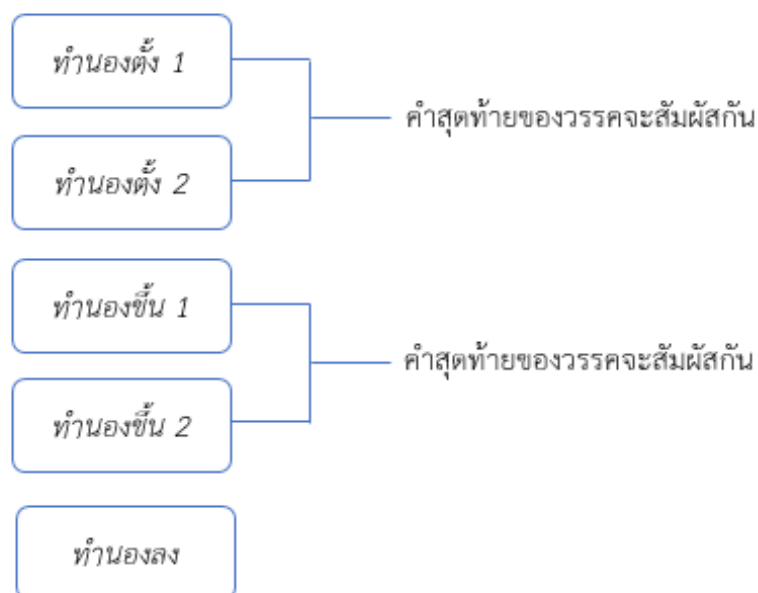 ทำนองตั้ง 1
คำสุดท้ายของวรรคจะสัมผัสกัน
ทำนองตั้ง 2
ทำนองขึ้น 1
คำสุดท้ายของวรรคจะสัมผัสกัน
ทำนองขึ้น 2
ทำนองลง